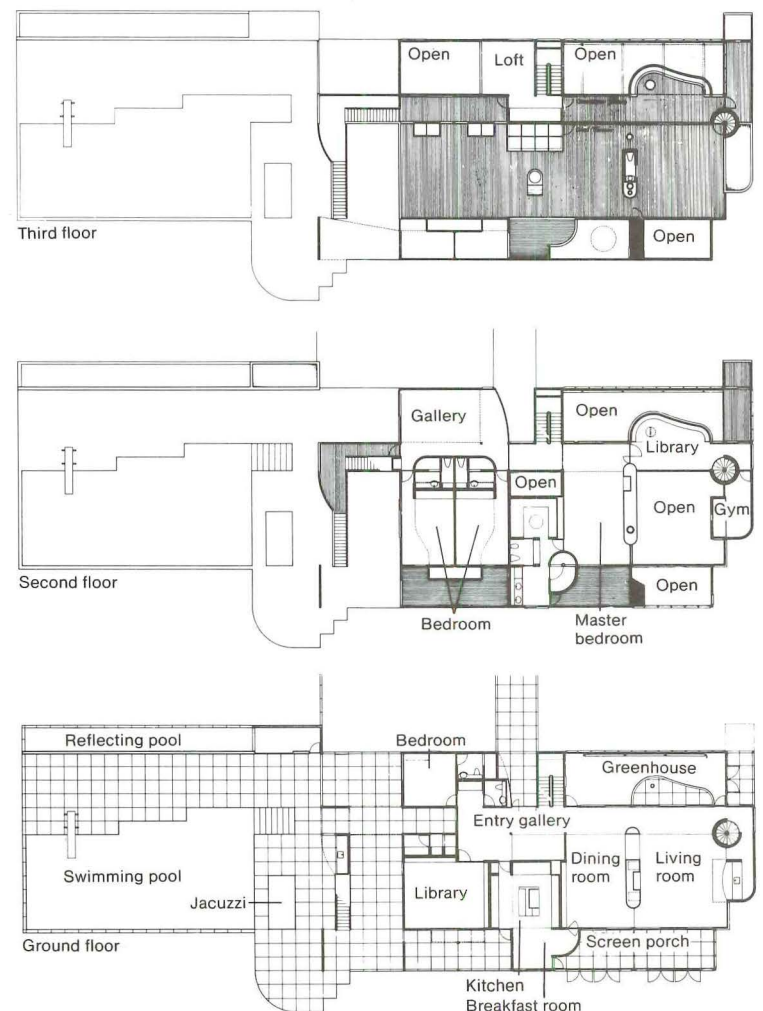 Open
Loft
Open
Open
Third floor
Gallery
Open
Library
Open
Open
Gym
Open
Second floor
Bedroom
Master
bedroom
Reflecting pool
Bedroom
Greenhouse
Entry gallery
Swimming pool
Dining
room
Living
room
Library
Jacuzzi
Screen porch
Ground floor
Kitchen
Breakfast room